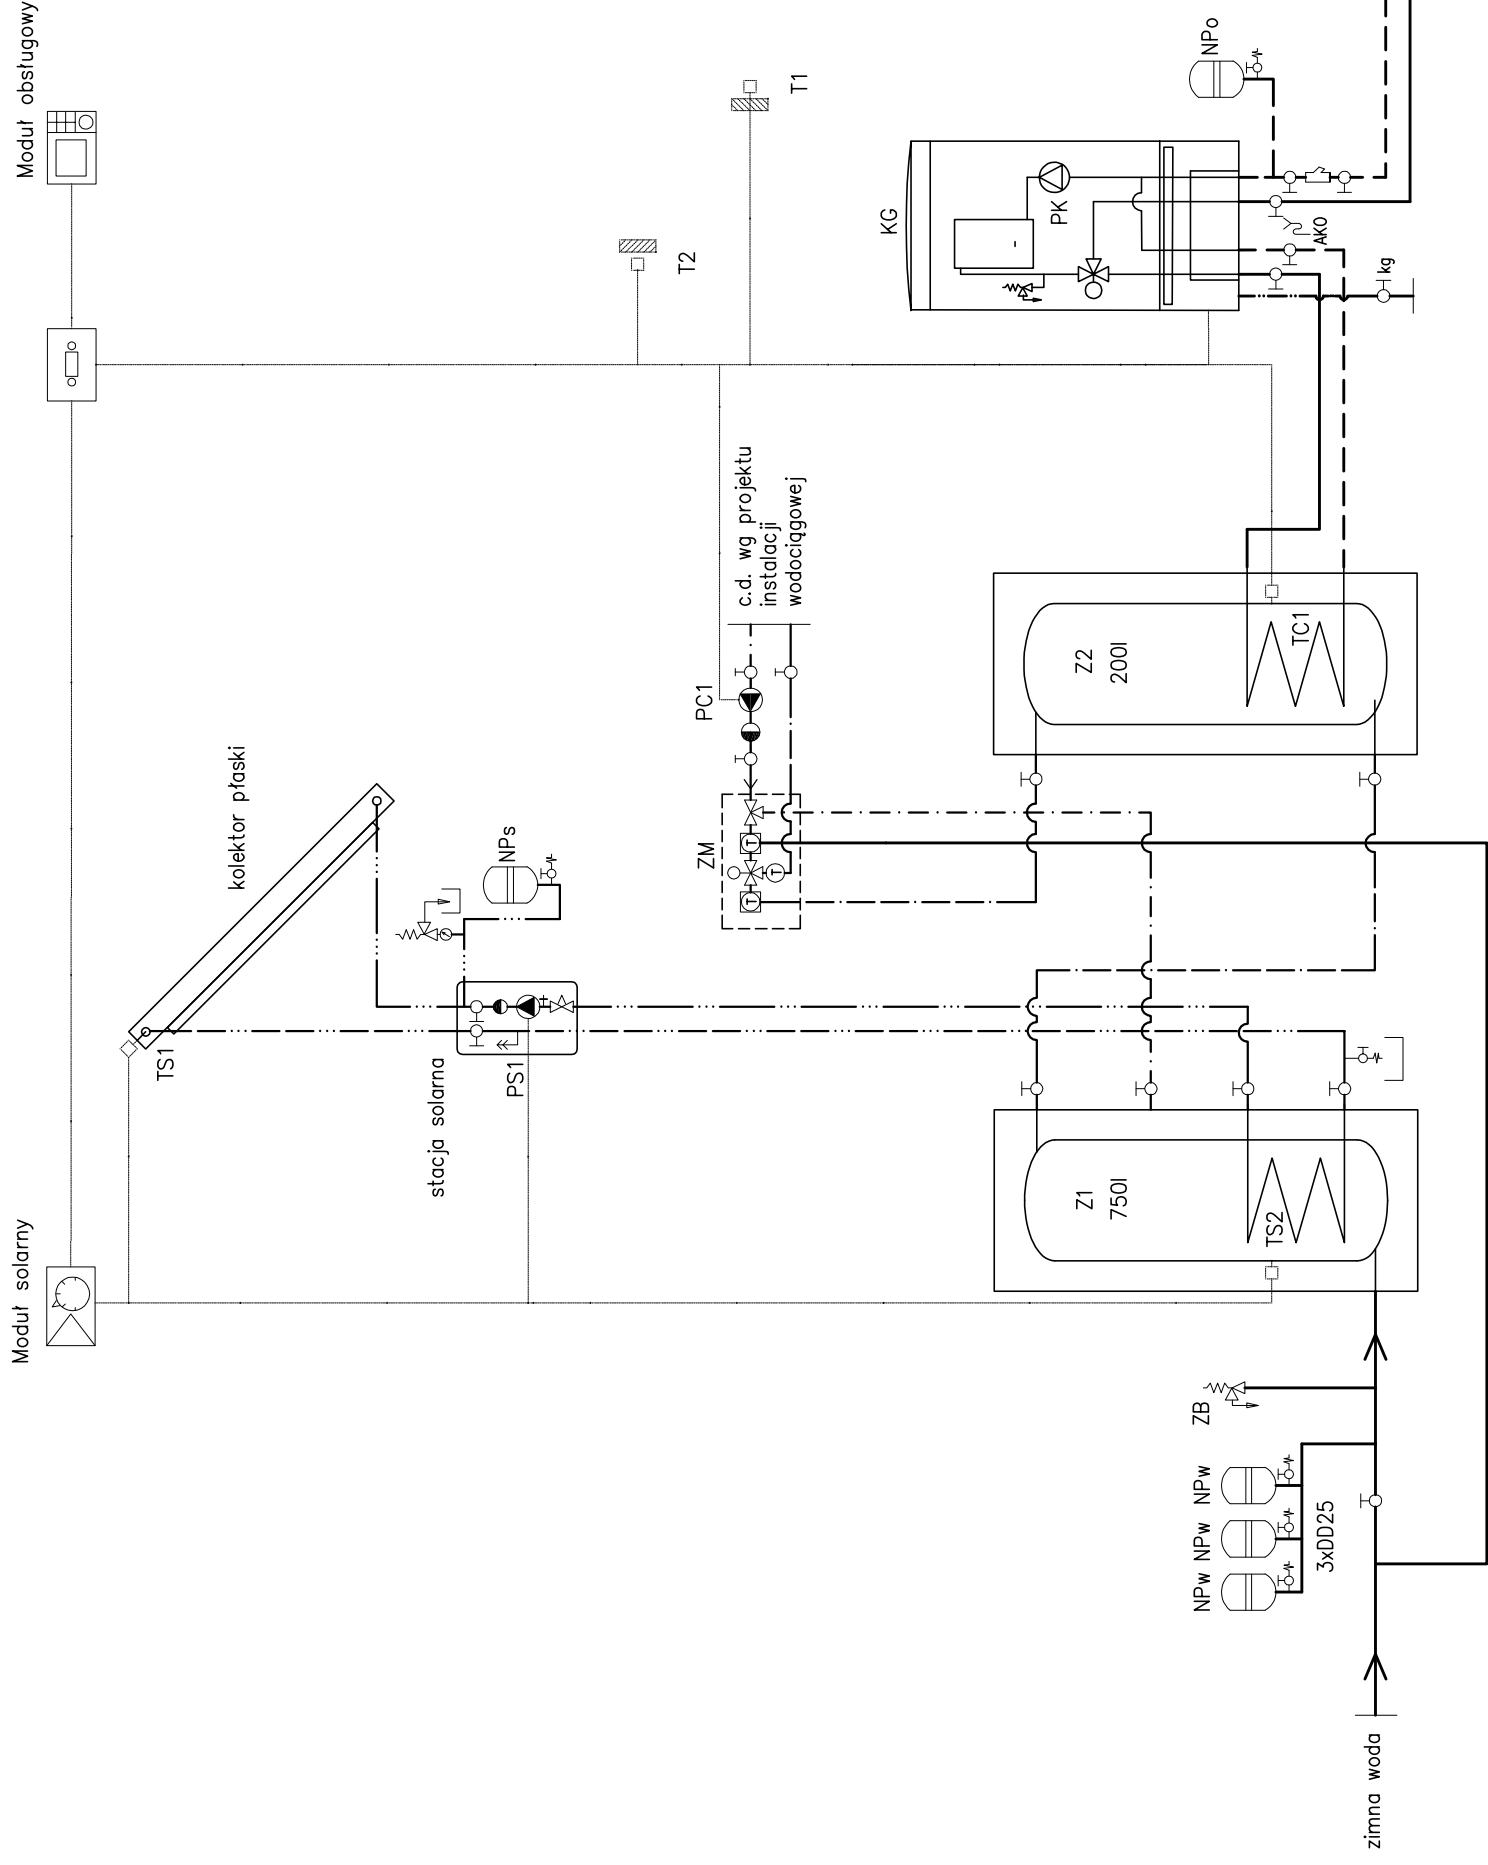 Moduł solarny
Moduł obsługowy
TS1
kolektor płaski
stacja solarna
PS1
NPs
T2
T1
PC1
ZM
c.d. wg projektu
instalacji
wodociągowej
T
T
T
KG
PK
NPo
AKO
kg
Z1
750l
TS2
Z2
200l
TC1
ZB
NPw
NPw
NPw
3xDD25
zimna woda